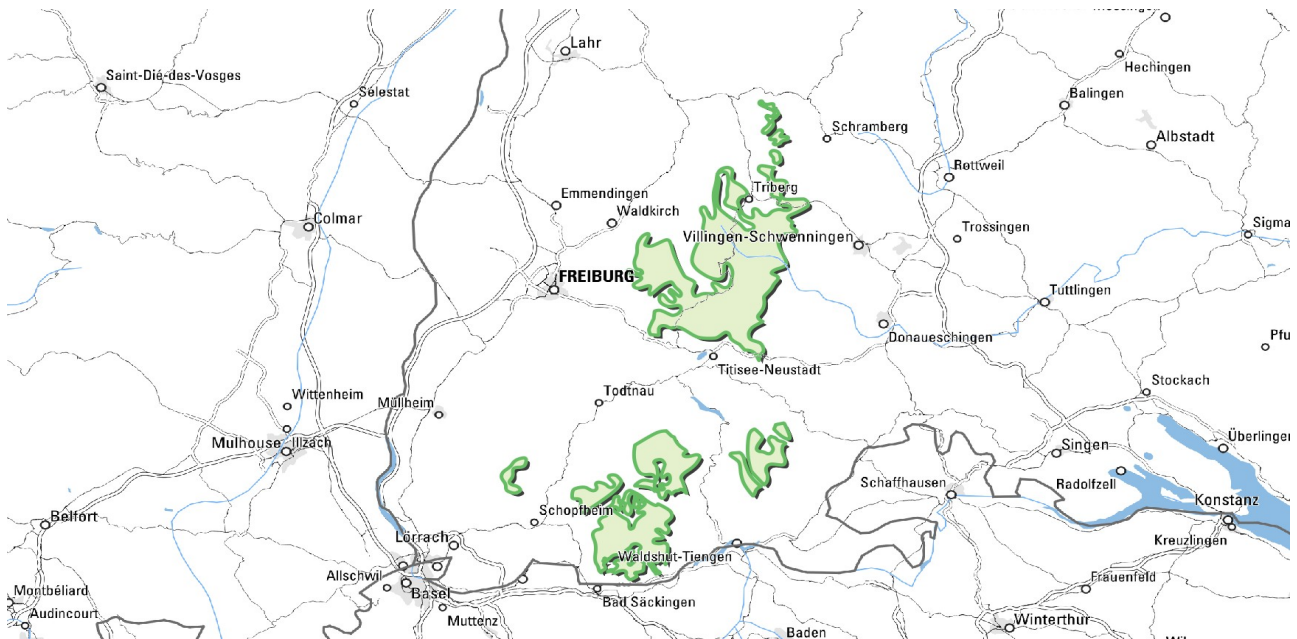 Lahr
Hechingen
Saint-Dié-des-Vosges
Sélestat
Balingen
Schramberg
Albstadt
Rottweil
Triberg
Emmendingen
Waldkirch
Colmar
Villingen-Schwenningen
Trossingen
Sigma
FREIBURG
Tuttlingen
Donaueschingen
Pfu
Titisee-Neustadt
Stockach
Todtnau
Wittenheim
Müllheim
Mulhouse
Illzach
Singen
Überlinger
Schaffhausen
Radolfzell
Konstanz
Belfort
Schopfheim
Lörrach
Waldshut-Tiengen
Kreuzlingen
Allschwil
Frauenfeld
Montbéliard
Basel
Bad Säckingen
Audincourt
Muttenz
Winterthur
Baden